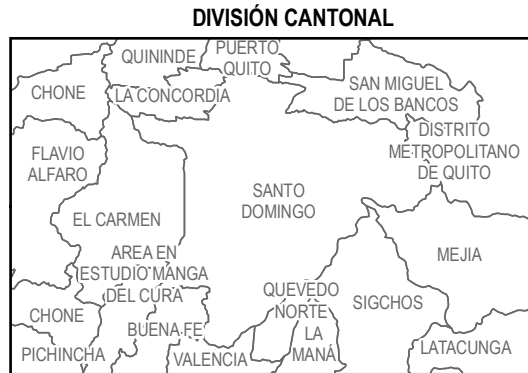 DIVISIÓN CANTONAL
QUININDE
PUERTO
QUITO
CHONE
LA CONCORDIA
SAN MIGUEL
DE LOS BANCOS
DISTRITO
METROPOLITANO
DE QUITO
FLAVIO
ALFARO
SANTO
DOMINGO
EL CARMEN
AREA EN
ESTUDIO MANGA
DEL CURA
MEJIA
QUEVEDO
NORTE
LA
MANÁ
SIGCHOS
CHONE
BUENA FE
PICHINCHA
VALENCIA
LATACUNGA